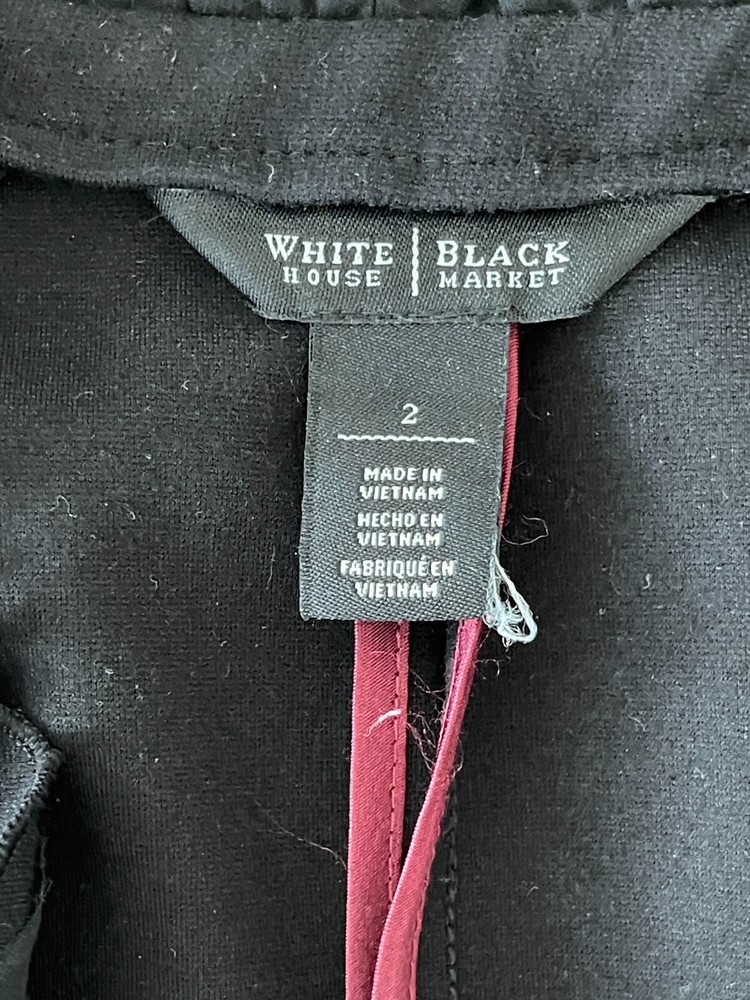 WHITE HOUSE | BLACK MARKET
2
MADE IN
VIETNAM
HECHO EN
VIETNAM
FABRIQUÉ EN
VIETNAM